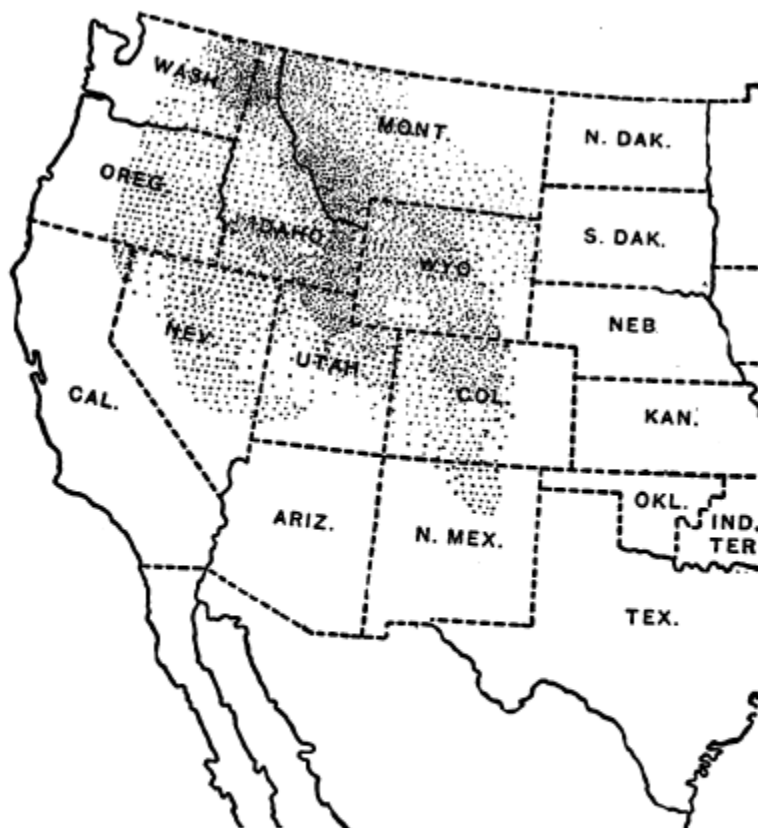 WASH
MONT.
N. DAK.
OREG.
IDAHO
WYO
S. DAK.
NEV.
UTAH
COL.
NEB
CAL.
KAN.
ARIZ.
N. MEX.
OKL.
IND.
TER
TEX.